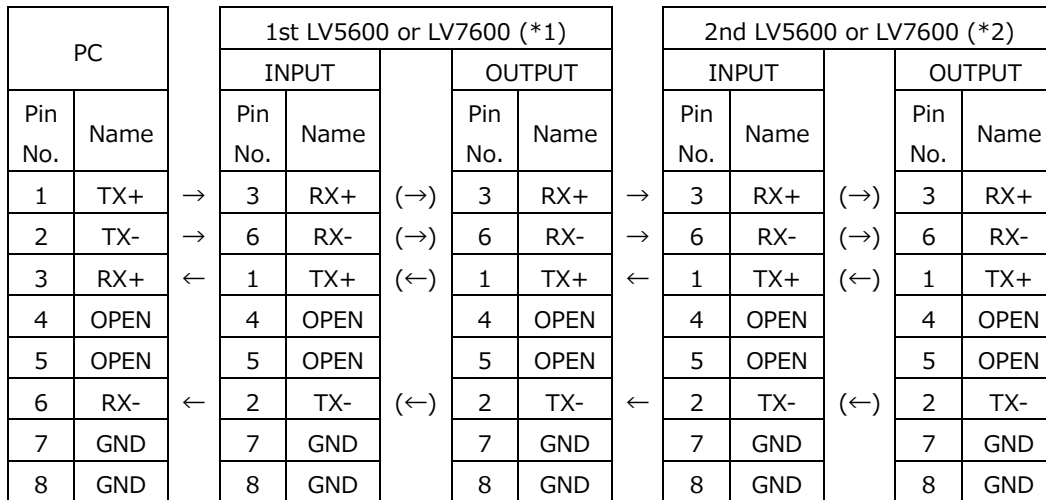 PC 1st LV5600 or LV7600 (*1) 2nd LV5600 or LV7600 (*2)
INPUT OUTPUT INPUT OUTPUT
Pin No. Name Pin No. Name Pin No. Name Pin No. Name Pin No. Name
1 TX+ → 3 RX+ (→) 3 RX+ → 3 RX+ (→) 3 RX+
2 TX- → 6 RX- (→) 6 RX- → 6 RX- (→) 6 RX-
3 RX+ ← 1 TX+ (←) 1 TX+ ← 1 TX+ (←) 1 TX+
4 OPEN 4 OPEN 4 OPEN 4 OPEN 4 OPEN
5 OPEN 5 OPEN 5 OPEN 5 OPEN 5 OPEN
6 RX- ← 2 TX- (←) 2 TX- ← 2 TX- (←) 2 TX-
7 GND 7 GND 7 GND 7 GND 7 GND
8 GND 8 GND 8 GND 8 GND 8 GND